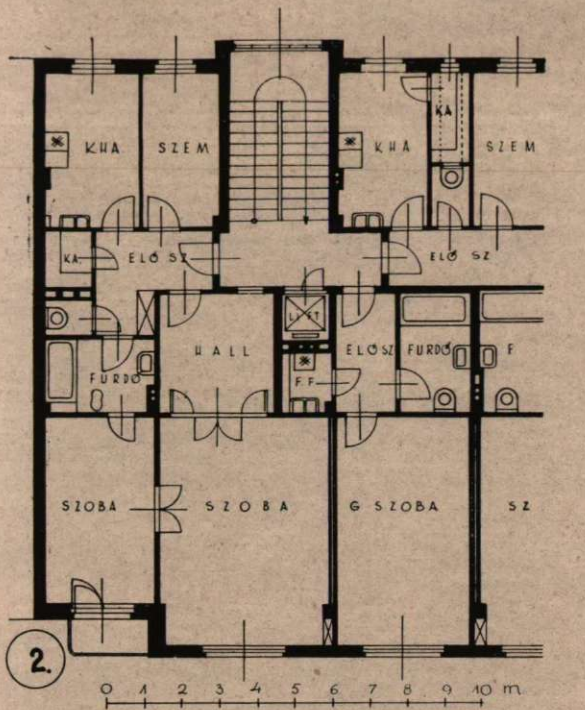 KHA SZEM KHA KA SZEM
KA. ELŐ SZ ELŐ SZ
LIFT
HALL ELŐSZ FÜRDŐ F
F.F
FÜRDŐ
SZOBA SZOBA G SZOBA SZ
2.
0 1 2 3 4 5 6 7 8 9 10 m